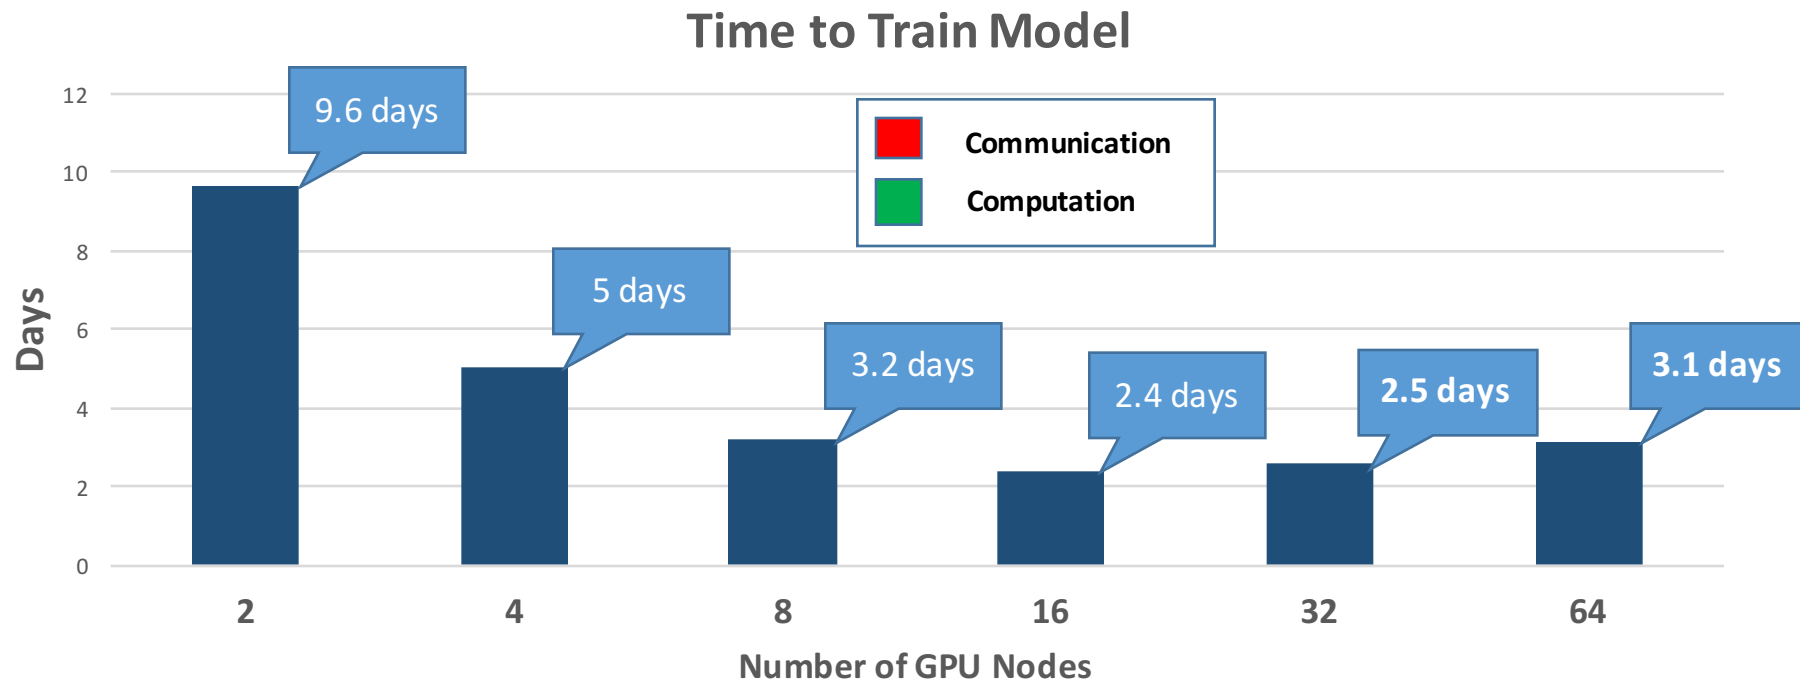 Time to Train Model
12
10
8
6
4
2
0
Days
9.6 days
5 days
3.2 days
2.4 days
2.5 days
3.1 days
Communication
Computation
2 4 8 16 32 64
Number of GPU Nodes